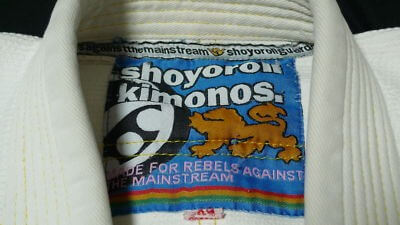 againstthemainstream shoyorollguard
shoyoroll
kimonos.
MADE FOR REBELS AGAINST
THE MAINSTREAM